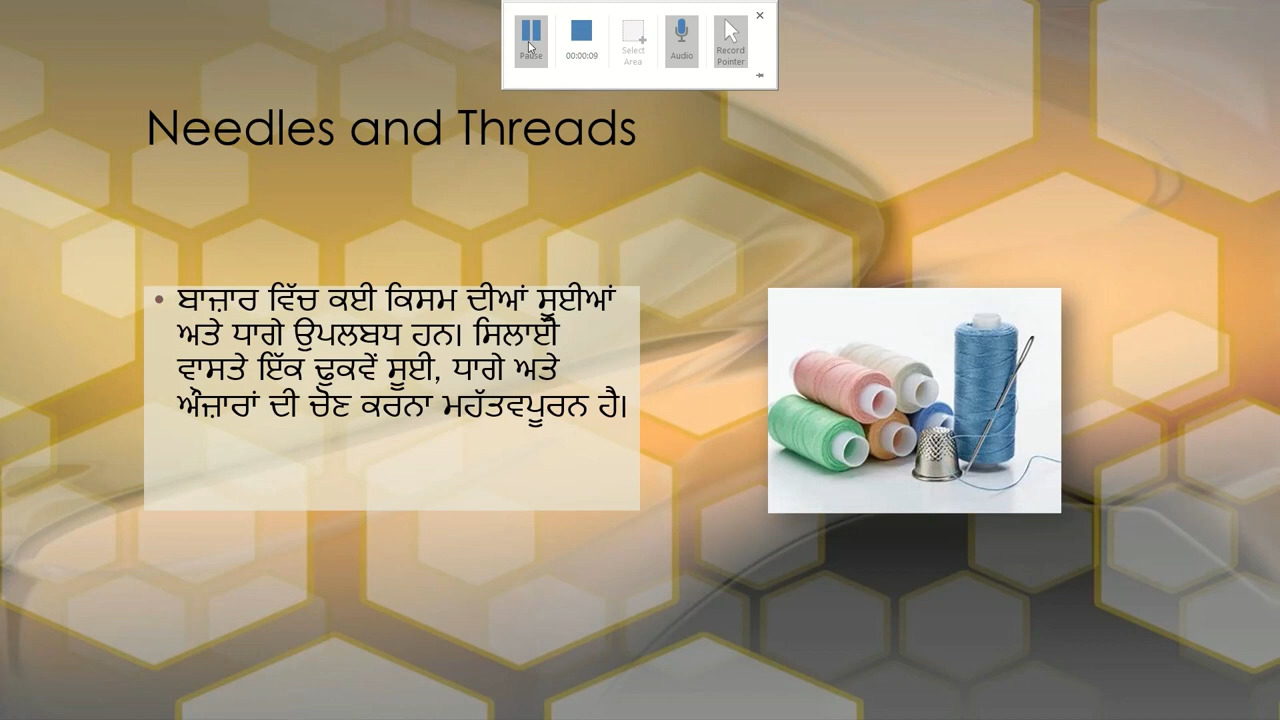 Pause
00:00:09
Select Area
Audio
Record Pointer
Needles and Threads
• ਬਾਜ਼ਾਰ ਵਿੱਚ ਕਈ ਕਿਸਮ ਦੀਆਂ ਸੂਈਆਂ
ਅਤੇ ਧਾਗੇ ਉਪਲਬਧ ਹਨ। ਸਿਲਾਈ
ਵਾਸਤੇ ਇੱਕ ਢੁਕਵੇਂ ਸੂਈ, ਧਾਗੇ ਅਤੇ
ਔਜ਼ਾਰਾਂ ਦੀ ਚੋਣ ਕਰਨਾ ਮਹੱਤਵਪੂਰਨ ਹੈ।